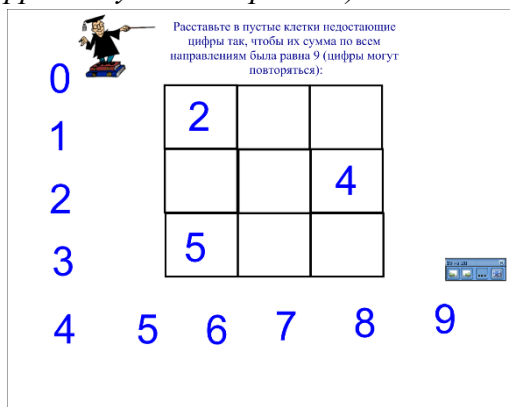 Расставьте в пустые клетки недостающие
цифры так, чтобы их сумма по всем
направлениям была равна 9 (цифры могут
повторяться):
0
1
2
3
2
4
5
4 5 6 7 8 9